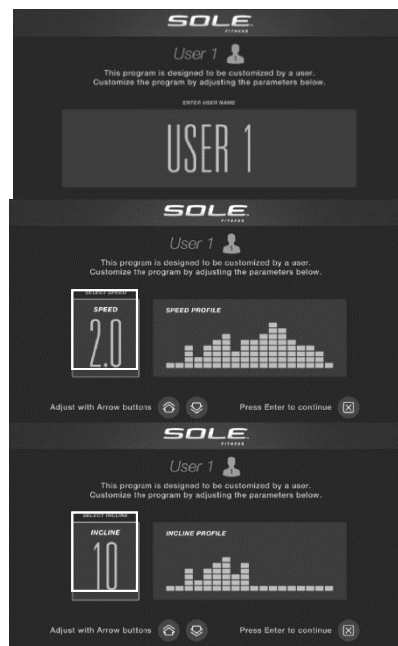 SOLE
FITNESS
User 1
This program is designed to be customized by a user.
Customize the program by adjusting the parameters below.
ENTER USER NAME
USER 1
SOLE
FITNESS
User 1
This program is designed to be customized by a user.
Customize the program by adjusting the parameters below.
SELECT SPEED
SPEED
2.0
SPEED PROFILE
Adjust with Arrow buttons
Press Enter to continue
SOLE
FITNESS
User 1
This program is designed to be customized by a user.
Customize the program by adjusting the parameters below.
SELECT INCLINE
INCLINE
10
INCLINE PROFILE
Adjust with Arrow buttons
Press Enter to continue